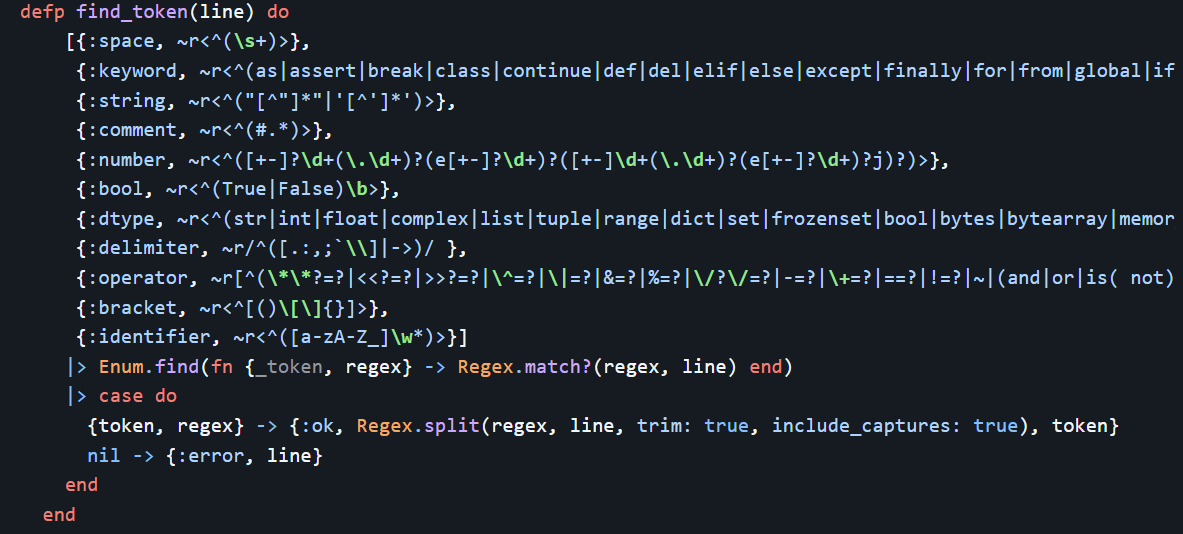 defp find_token(line) do
[{:space, ~r<^(\s+)>},
{:keyword, ~r<^(as|assert|break|class|continue|def|del|elif|else|except|finally|for|from|global|if
{:string, ~r<^("[^"]*"|'[^']*')>},
{:comment, ~r<^(#.*)>},
{:number, ~r<^([+-]?\d+(\.\d+)?(e[+-]?\d+)?([+-]\d+(\.\d+)?(e[+-]?\d+)?j)?)>},
{:bool, ~r<^(True|False)\b>},
{:dtype, ~r<^(str|int|float|complex|list|tuple|range|dict|set|frozenset|bool|bytes|bytearray|memor
{:delimiter, ~r/^([.:,;`\\]|->)/ },
{:operator, ~r[^(\*\*?=?|<<?=?|>>?=?|\^=?|\|=?|&=?|%=?|\/?\/=?|-=?|\+=?|==?|!=?|~|(and|or|is( not)
{:bracket, ~r<^[()\[\]{}]>},
{:identifier, ~r<^([a-zA-Z_]\w*)>}]
|> Enum.find(fn {_token, regex} -> Regex.match?(regex, line) end)
|> case do
{token, regex} -> {:ok, Regex.split(regex, line, trim: true, include_captures: true), token}
nil -> {:error, line}
end
end